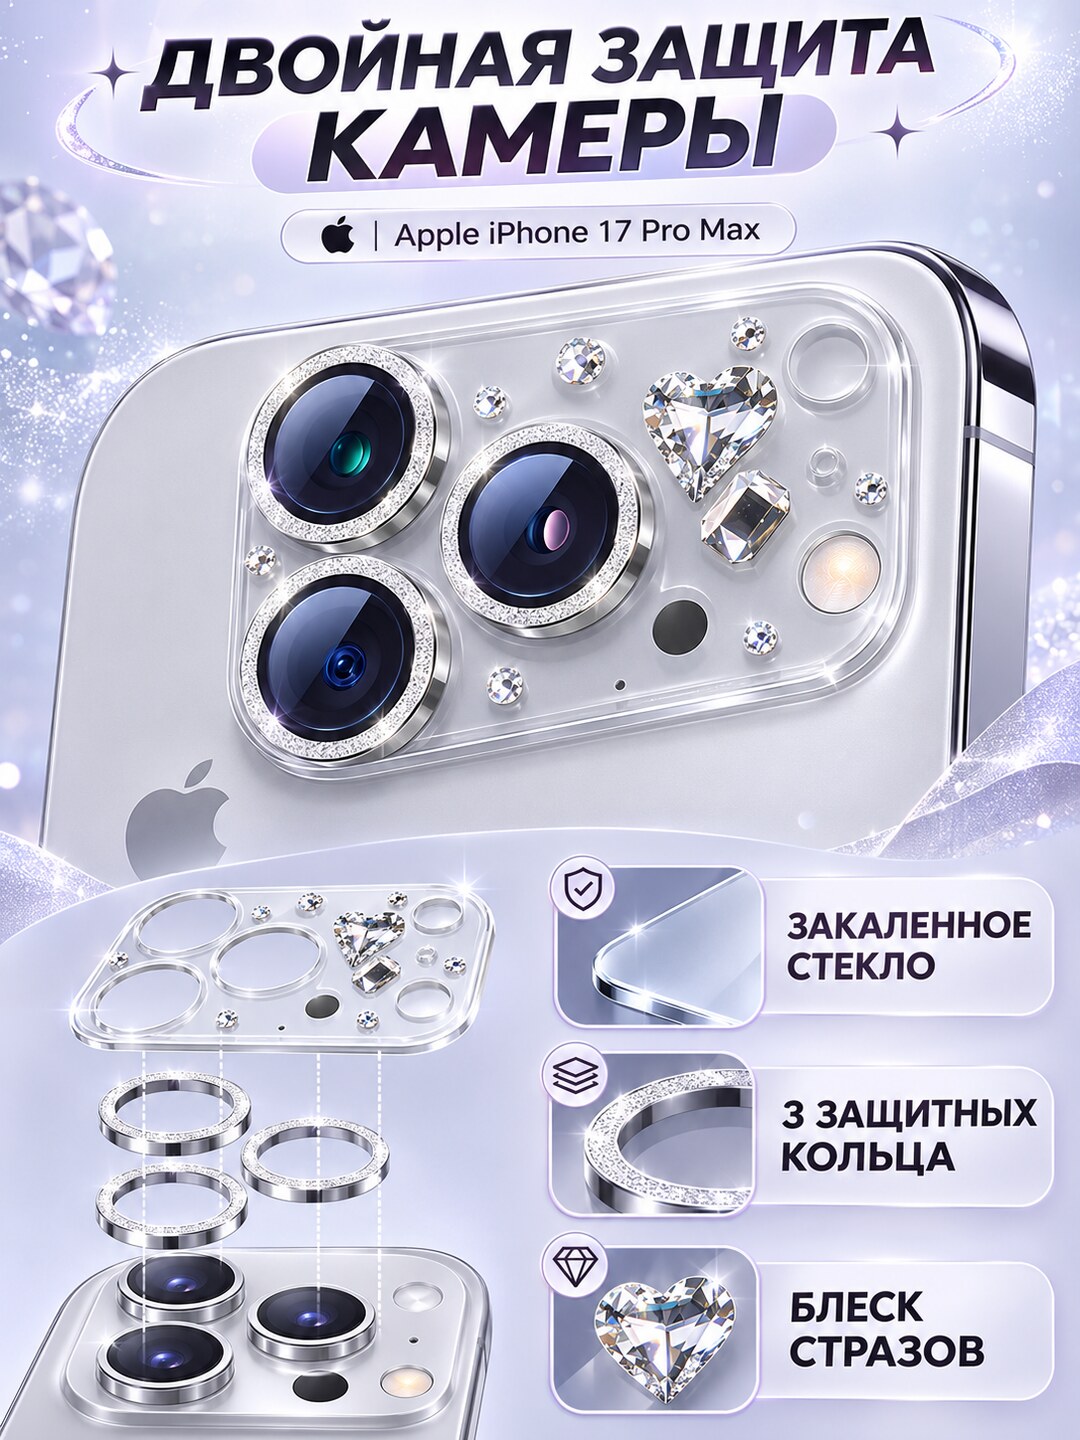 ДВОЙНАЯ ЗАЩИТА
КАМЕРЫ
| Apple iPhone 17 Pro Max
ЗАКАЛЕННОЕ
СТЕКЛО
3 ЗАЩИТНЫХ
КОЛЬЦА
БЛЕСК
СТРАЗОВ